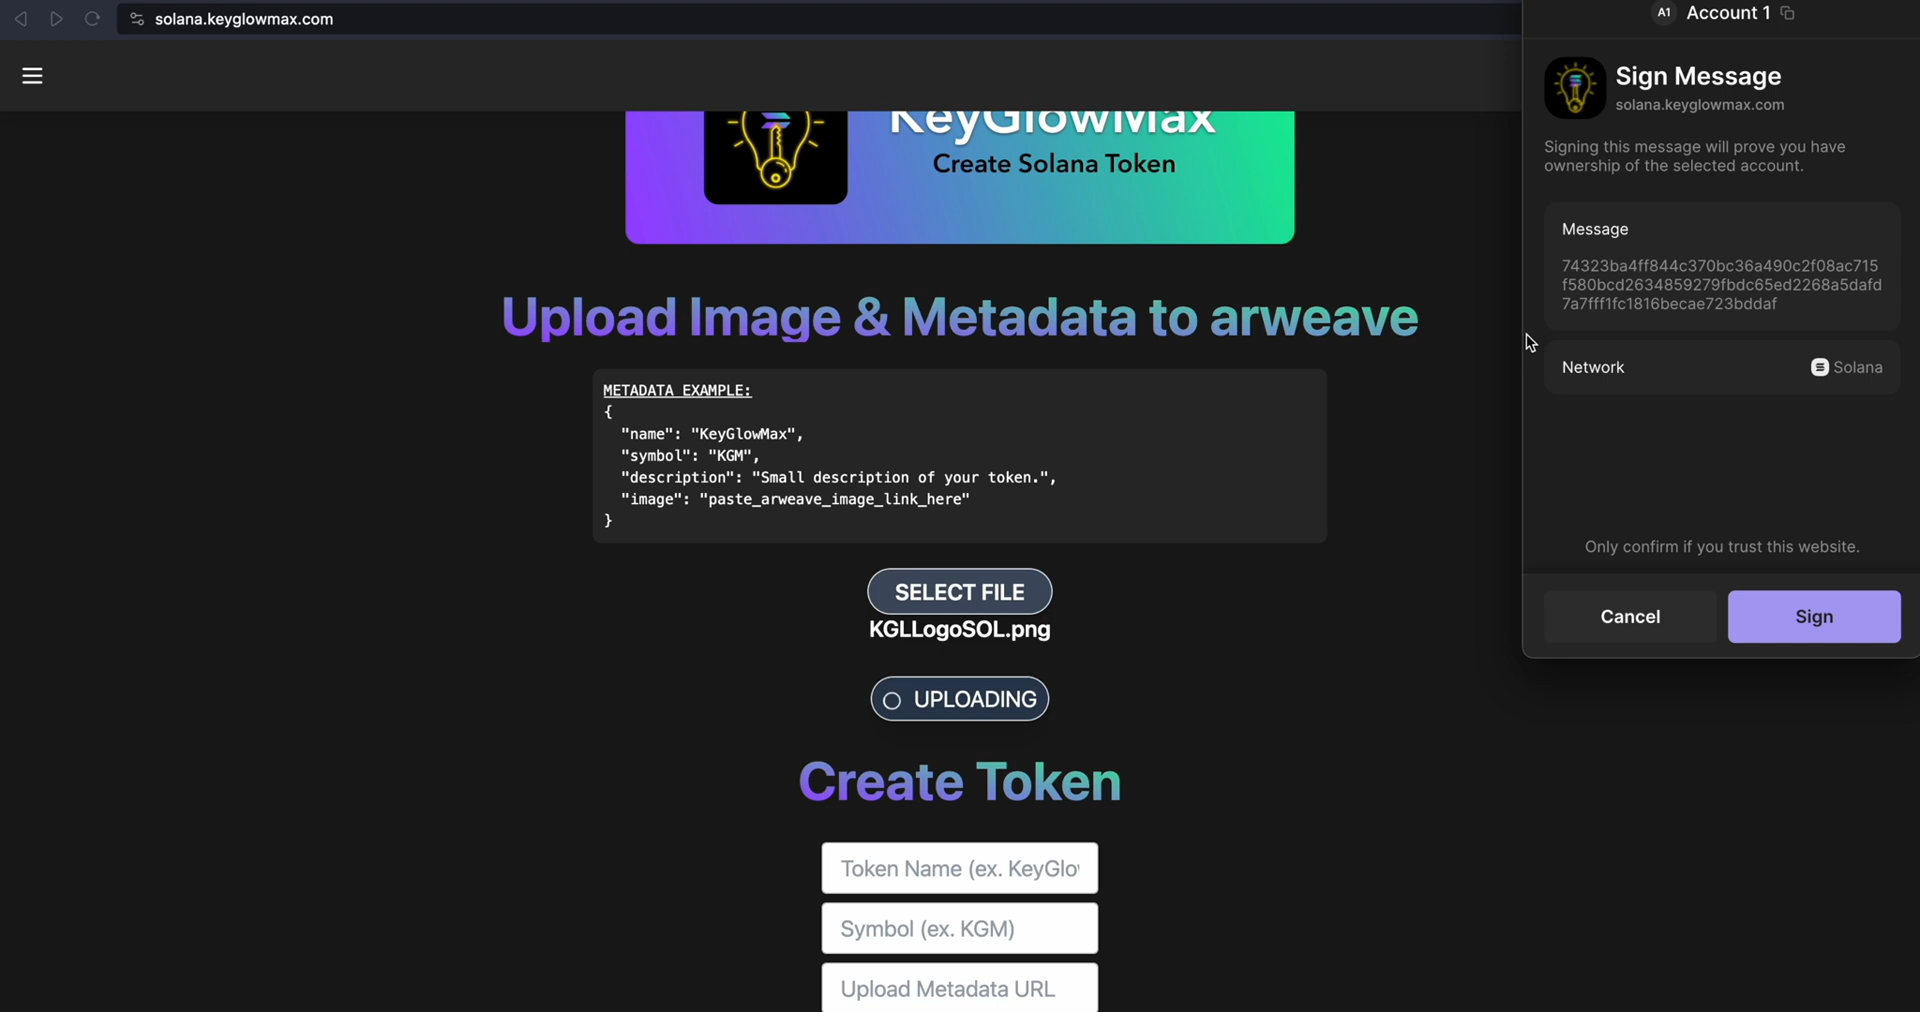 solana.keyglowmax.com
A1 Account 1
KeyGlowMax
Create Solana Token
Upload Image & Metadata to arweave
METADATA EXAMPLE:
{
"name": "KeyGlowMax",
"symbol": "KGM",
"description": "Small description of your token.",
"image": "paste_arweave_image_link_here"
}
SELECT FILE
KGLLogoSOL.png
UPLOADING
Create Token
Token Name (ex. KeyGlo
Symbol (ex. KGM)
Upload Metadata URL
Sign Message
solana.keyglowmax.com
Signing this message will prove you have
ownership of the selected account.
Message
74323ba4ff844c370bc36a490c2f08ac715
f580bcd2634859279fbdc65ed2268a5dafd
7a7fff1fc1816becae723bddaf
Network
Solana
Only confirm if you trust this website.
Cancel
Sign